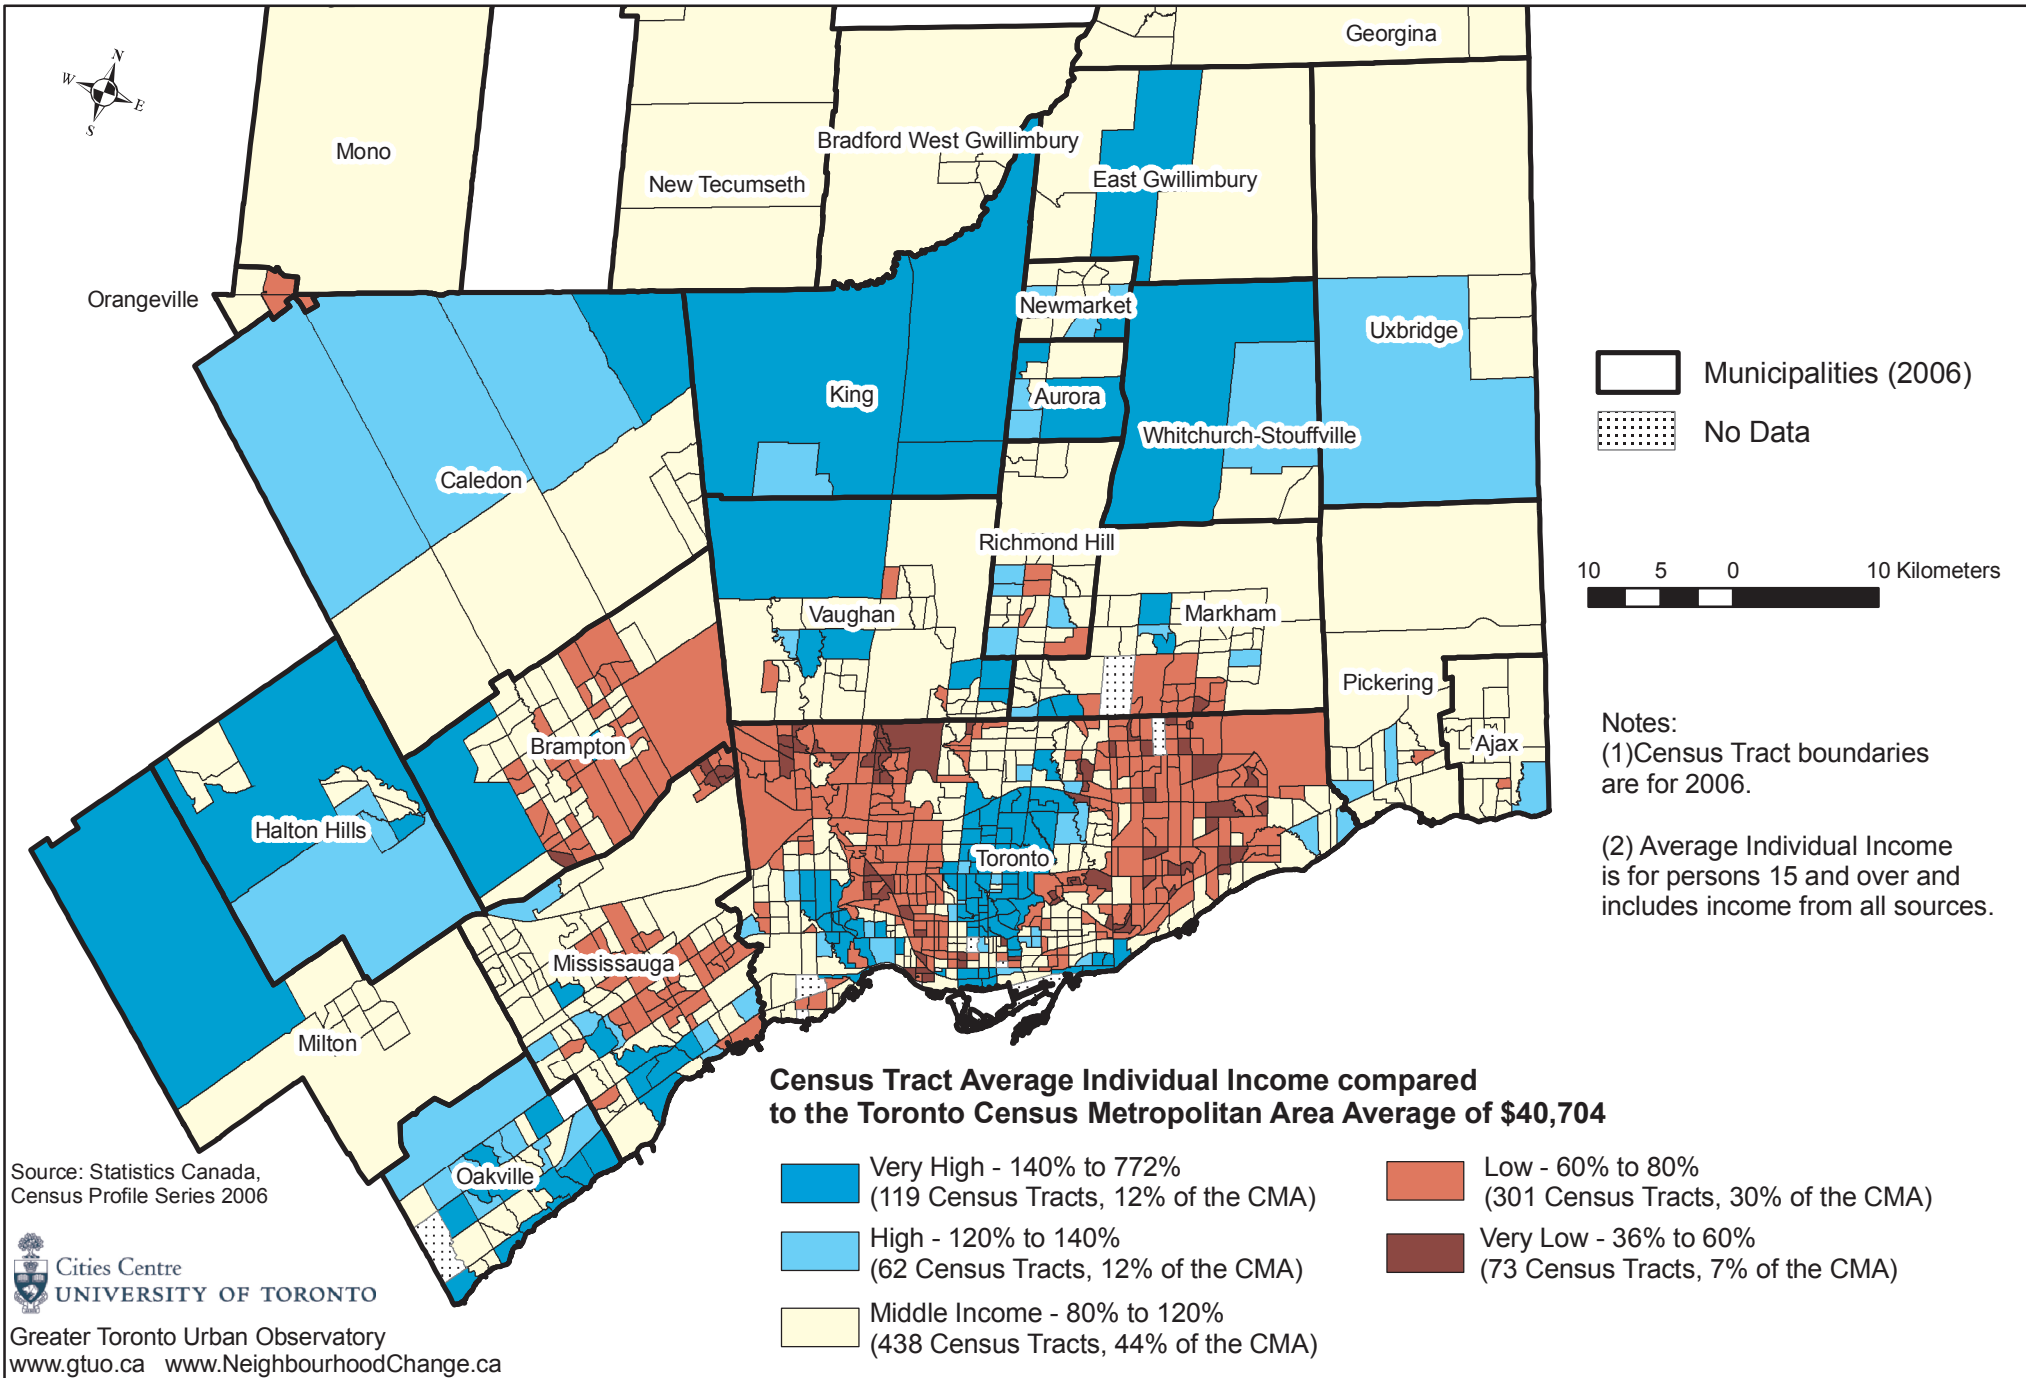 N
W
E
S
Georgina
Mono
Bradford West Gwillimbury
New Tecumseth
East Gwillimbury
Orangeville
Newmarket
Uxbridge
King
Aurora
Whitchurch-Stouffville
Caledon
Richmond Hill
Vaughan
Markham
Pickering
Brampton
Ajax
Halton Hills
Toronto
Mississauga
Milton
Oakville
Municipalities (2006)
No Data
10 5 0 10 Kilometers
Notes:
(1)Census Tract boundaries
are for 2006.
(2) Average Individual Income
is for persons 15 and over and
includes income from all sources.
Census Tract Average Individual Income compared
to the Toronto Census Metropolitan Area Average of $40,704
Very High - 140% to 772%
(119 Census Tracts, 12% of the CMA)
High - 120% to 140%
(62 Census Tracts, 12% of the CMA)
Middle Income - 80% to 120%
(438 Census Tracts, 44% of the CMA)
Low - 60% to 80%
(301 Census Tracts, 30% of the CMA)
Very Low - 36% to 60%
(73 Census Tracts, 7% of the CMA)
Source: Statistics Canada,
Census Profile Series 2006
Cities Centre
UNIVERSITY OF TORONTO
Greater Toronto Urban Observatory
www.gtuo.ca www.NeighbourhoodChange.ca